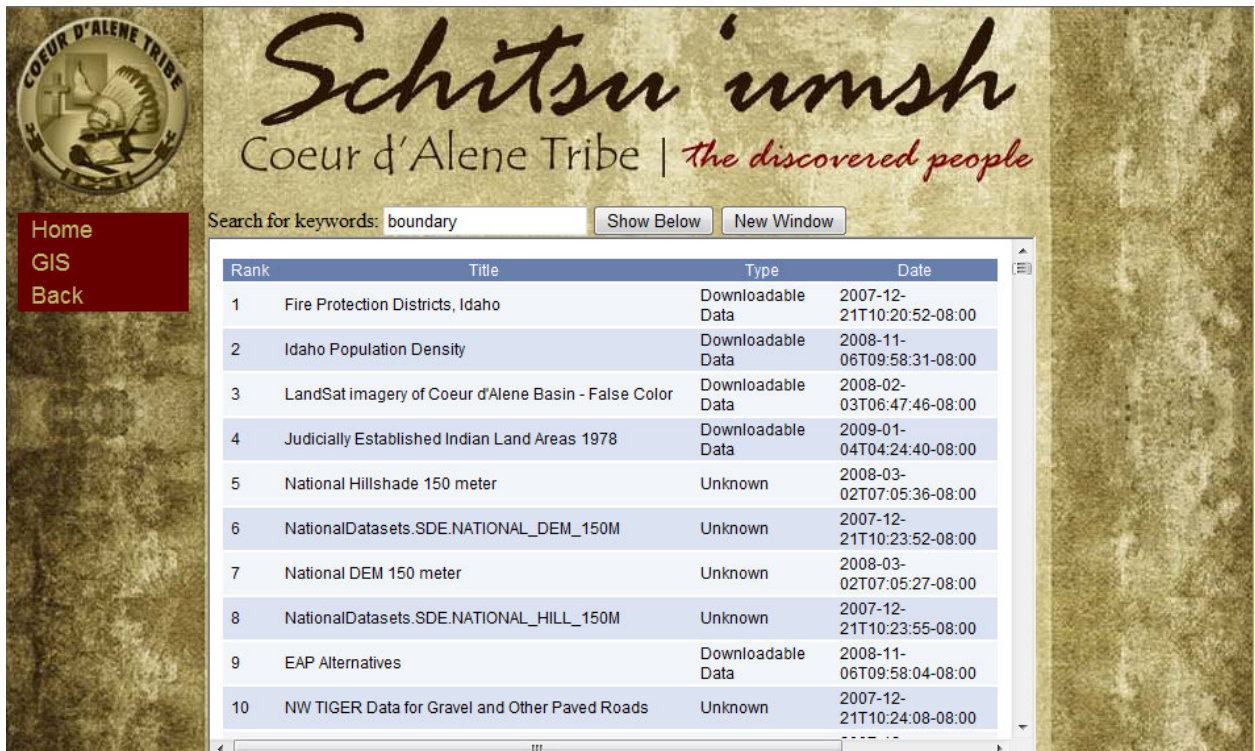 COEUR D'ALENE TRIBE
Schitsu 'umsh
Coeur d'Alene Tribe | the discovered people
Home
GIS
Back
Search for keywords: boundary Show Below New Window
Rank Title Type Date
1 Fire Protection Districts, Idaho Downloadable Data 2007-12-21T10:20:52-08:00
2 Idaho Population Density Downloadable Data 2008-11-06T09:58:31-08:00
3 LandSat imagery of Coeur d'Alene Basin - False Color Downloadable Data 2008-02-03T06:47:46-08:00
4 Judicially Established Indian Land Areas 1978 Downloadable Data 2009-01-04T04:24:40-08:00
5 National Hillshade 150 meter Unknown 2008-03-02T07:05:36-08:00
6 NationalDatasets.SDE.NATIONAL_DEM_150M Unknown 2007-12-21T10:23:52-08:00
7 National DEM 150 meter Unknown 2008-03-02T07:05:27-08:00
8 NationalDatasets.SDE.NATIONAL_HILL_150M Unknown 2007-12-21T10:23:55-08:00
9 EAP Alternatives Downloadable Data 2008-11-06T09:58:04-08:00
10 NW TIGER Data for Gravel and Other Paved Roads Unknown 2007-12-21T10:24:08-08:00